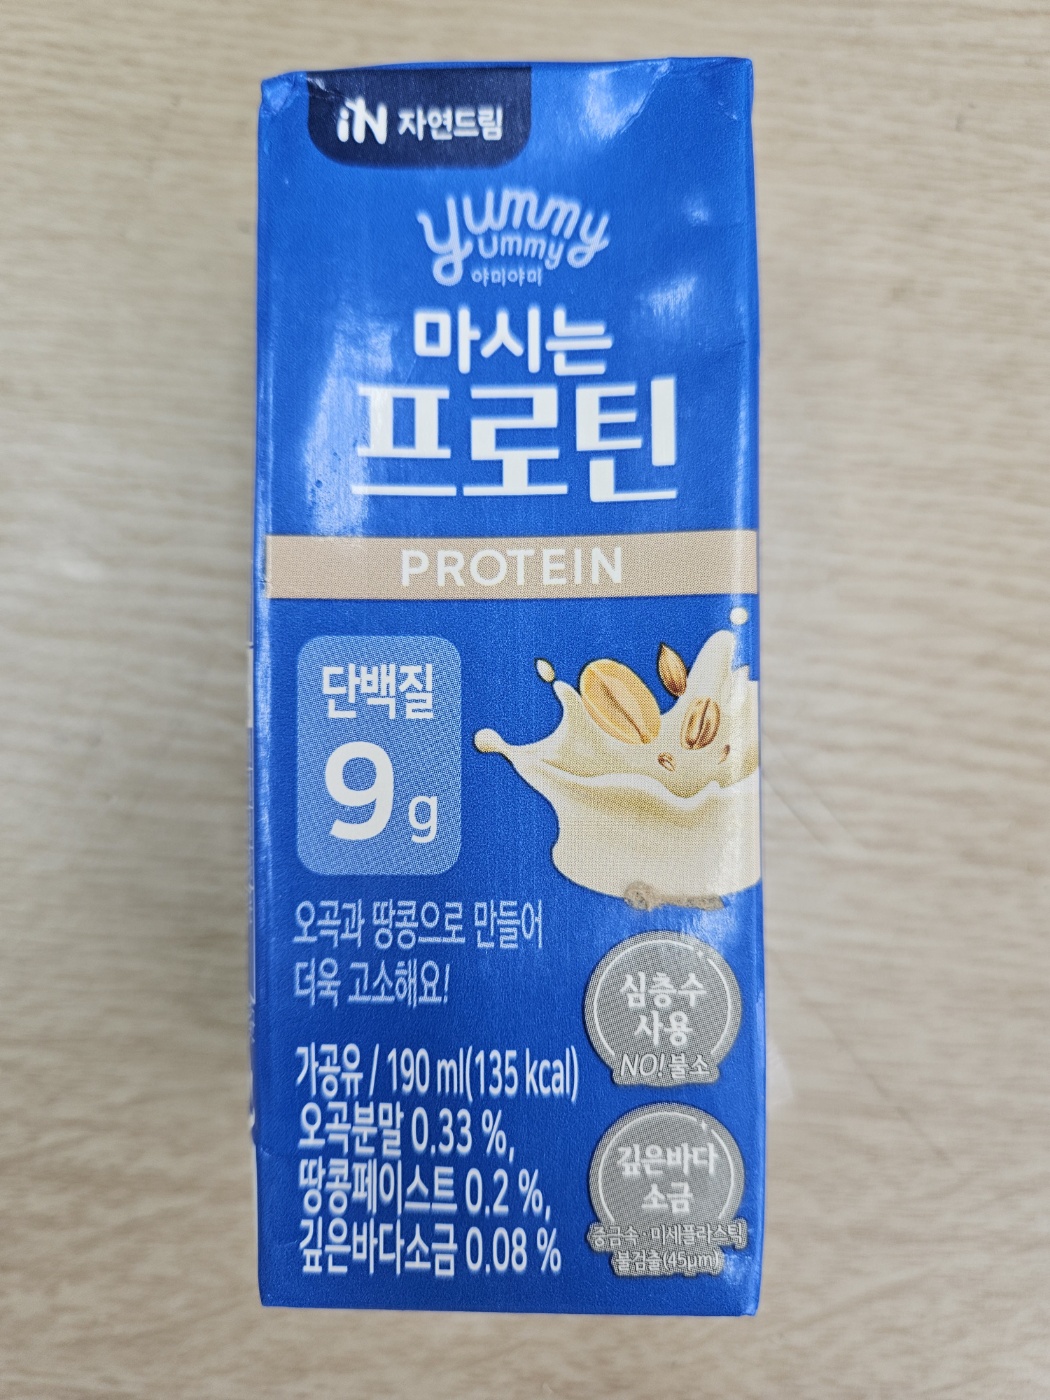 iN 자연드림
yummy
ummy
야미야미
마시는
프로틴
PROTEIN
단백질
9 g
오곡과 땅콩으로 만들어
더욱 고소해요!
심층수
사용
NO! 불소
가공유 / 190 ml(135 kcal)
오곡분말 0.33 %,
땅콩페이스트 0.2 %,
깊은바다소금 0.08 %
깊은바다
소금
중금속·미세플라스틱
불검출(45μm)